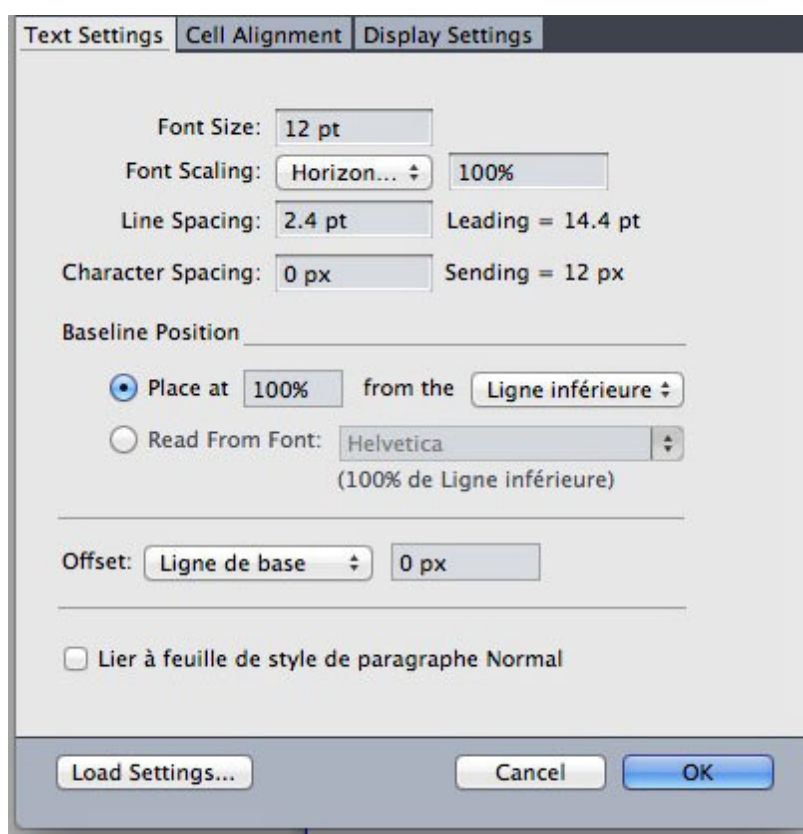 Text Settings Cell Alignment Display Settings
Font Size: 12 pt
Font Scaling: Horizon... 100%
Line Spacing: 2.4 pt Leading = 14.4 pt
Character Spacing: 0 px Sending = 12 px
Baseline Position
Place at 100% from the Ligne inférieure
Read From Font: Helvetica
(100% de Ligne inférieure)
Offset: Ligne de base 0 px
Lier à feuille de style de paragraphe Normal
Load Settings... Cancel OK